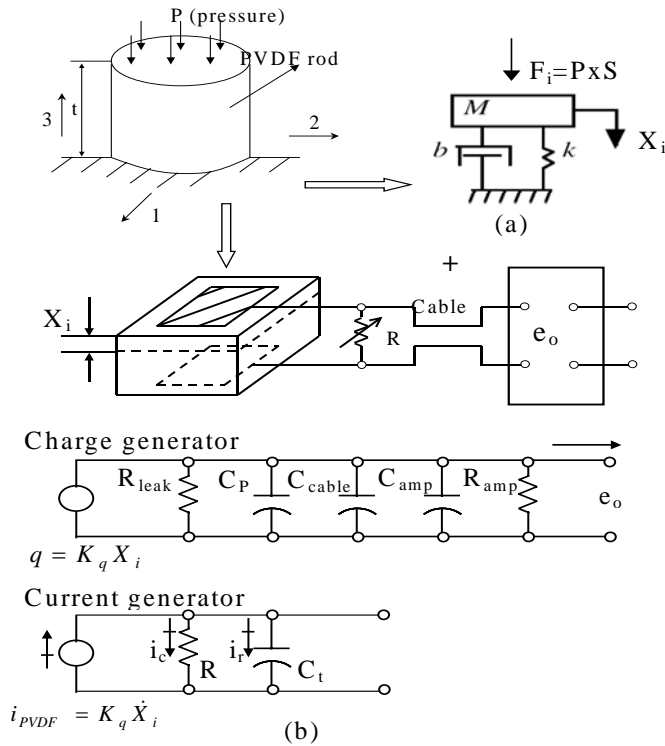 P (pressure)
PVDF rod
3
t
2
1
F_i=PxS
M
X_i
b
k
(a)
+
X_i
Cable
R
e_o
Charge generator
R_leak
C_P
C_cable
C_amp
R_amp
e_o
q = K_q X_i
Current generator
i_c
R
i_r
C_t
i_PVDF = K_q Ẋ_i
(b)